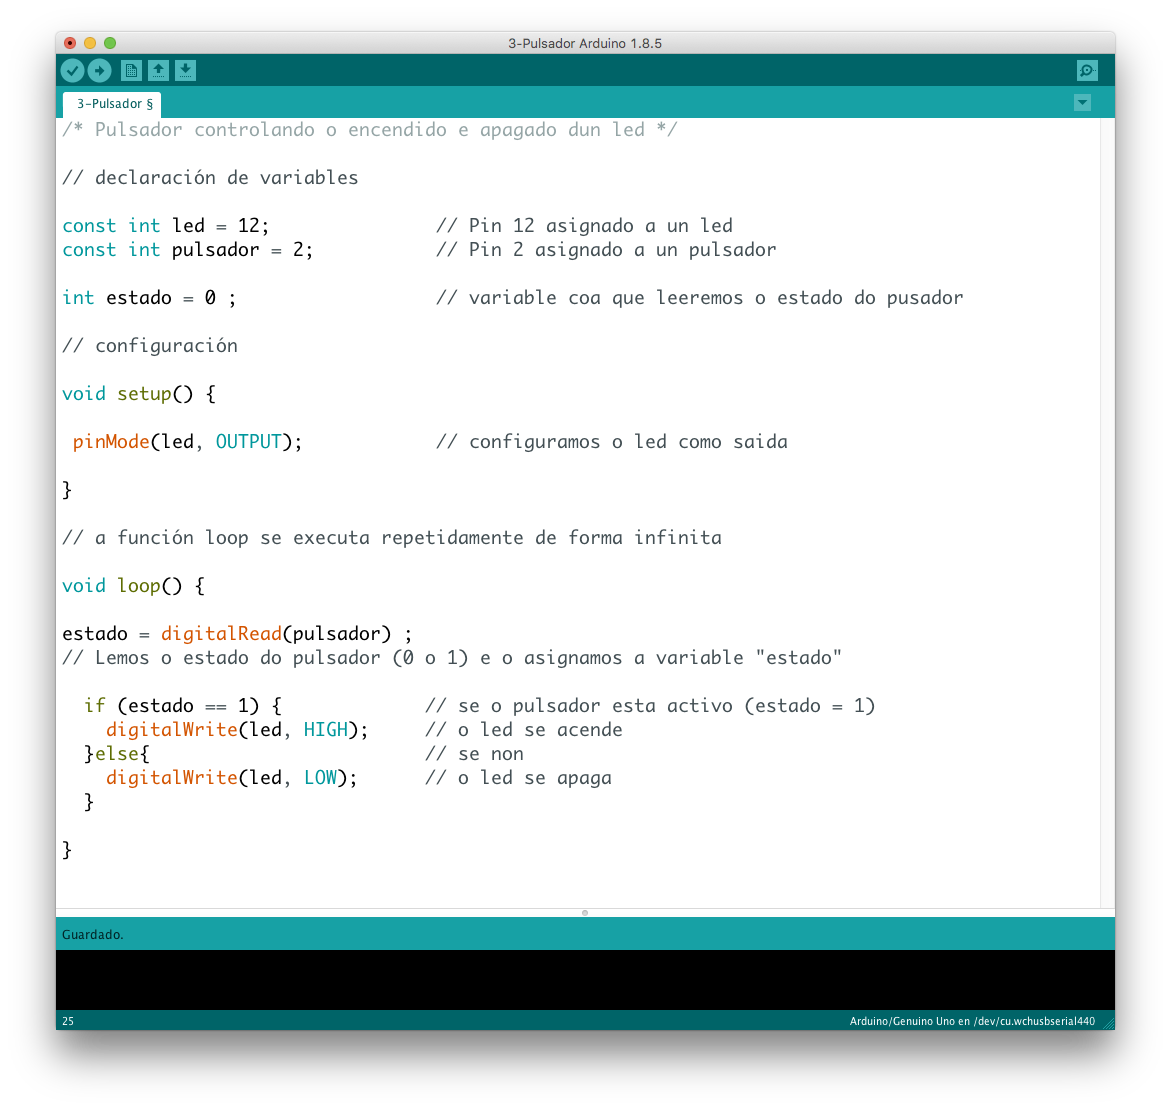 3-Pulsador Arduino 1.8.5
3-Pulsador §
/* Pulsador controlando o encendido e apagado dun led */
// declaración de variables
const int led = 12; // Pin 12 asignado a un led
const int pulsador = 2; // Pin 2 asignado a un pulsador
int estado = 0 ; // variable coa que leeremos o estado do pusador
// configuración
void setup() {
pinMode(led, OUTPUT); // configuramos o led como saida
}
// a función loop se executa repetidamente de forma infinita
void loop() {
estado = digitalRead(pulsador) ;
// Lemos o estado do pulsador (0 o 1) e o asignamos a variable "estado"
if (estado == 1) { // se o pulsador esta activo (estado = 1)
digitalWrite(led, HIGH); // o led se acende
}else{ // se non
digitalWrite(led, LOW); // o led se apaga
}
}
Guardado.
25 Arduino/Genuino Uno en /dev/cu.wchusbserial440